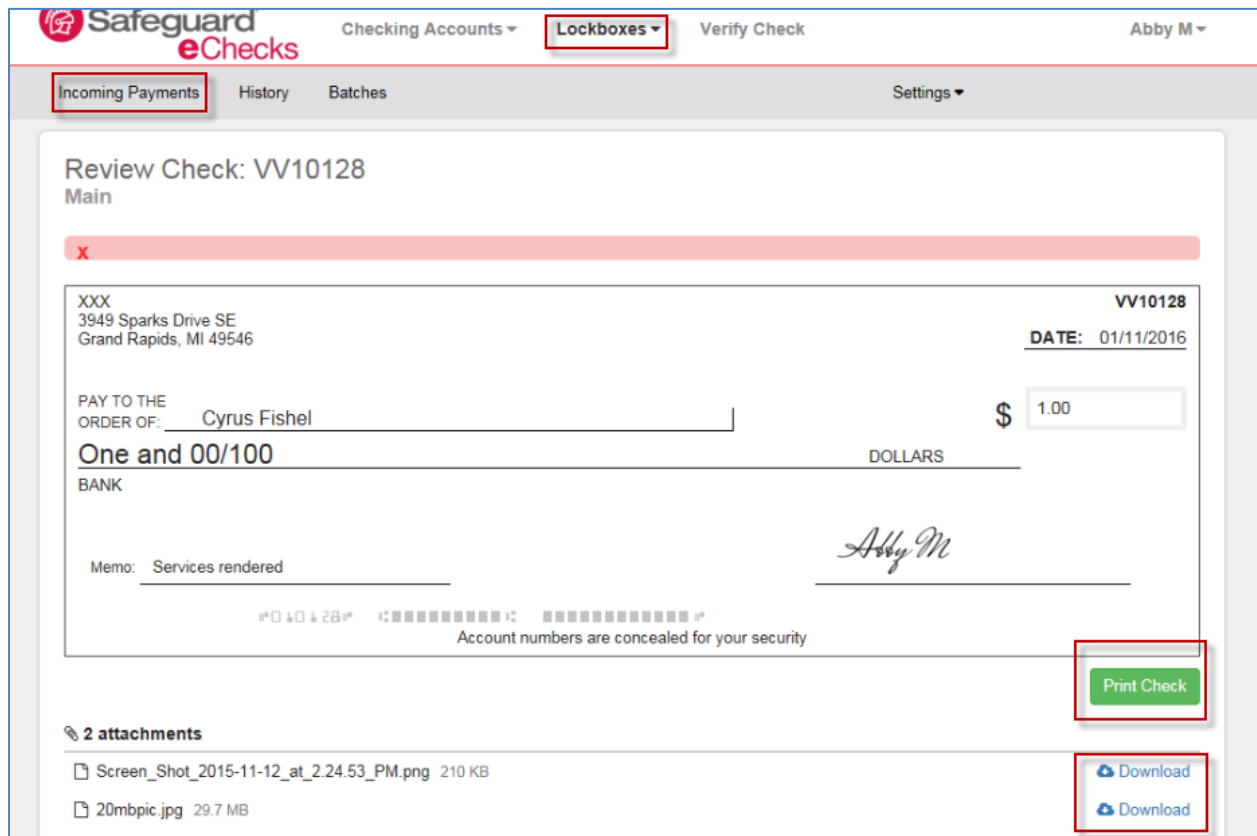 Safeguard
eChecks
Checking Accounts
Lockboxes
Verify Check
Abby M
Incoming Payments
History
Batches
Settings
Review Check: VV10128
Main
x
XXX
3949 Sparks Drive SE
Grand Rapids, MI 49546
VV10128
DATE: 01/11/2016
PAY TO THE
ORDER OF: Cyrus Fishel
$ 1.00
One and 00/100
DOLLARS
BANK
Abby M
Memo: Services rendered
⑈010128⑈
Account numbers are concealed for your security
Print Check
2 attachments
Screen_Shot_2015-11-12_at_2.24.53_PM.png 210 KB Download
20mbpic.jpg 29.7 MB Download